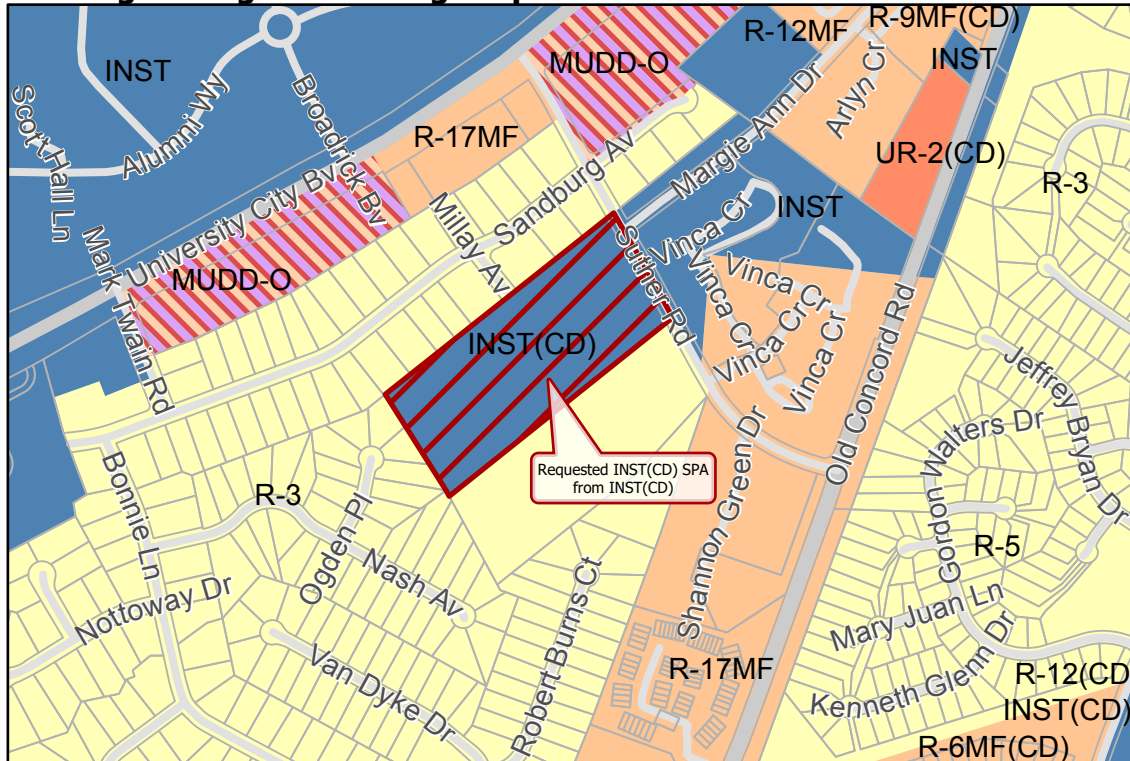 R-9MF(CD)
R-12MF
INST
INST
MUDD-O
Arlyn Cr
Scott Hall Ln
Alumni Wy
Broadrick Bv
Margie Ann Dr
UR-2(CD)
R-17MF
R-3
University City Bv
Sandburg Av
Millay Av
INST
Vinca Cr
Suther Rd
Mark Twain Rd
MUDD-O
Vinca Cr
Vinca Cr
Vinca Cr
Vinca Cr
INST(CD)
Old Concord Rd
Jeffrey Bryan Dr
Requested INST(CD) SPA
from INST(CD)
Gordon Walters Dr
Shannon Green Dr
Bonnie Ln
R-3
Ogden Pl
Nash Av
R-5
Nottoway Dr
Mary Juan Ln
Robert Burns Ct
Van Dyke Dr
R-17MF
Kenneth Glenn Dr
R-12(CD
INST(CD)
R-6MF(CD)